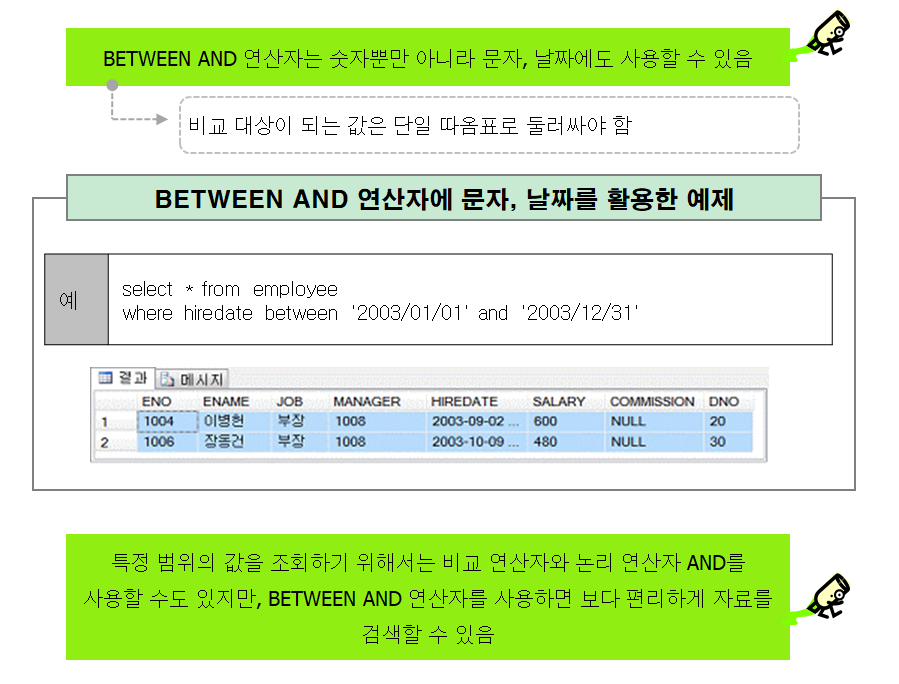 BETWEEN AND 연산자는 숫자뿐만 아니라 문자, 날짜에도 사용할 수 있음
비교 대상이 되는 값은 단일 따옴표로 둘러싸야 함
BETWEEN AND 연산자에 문자, 날짜를 활용한 예제
예
select * from employee
where hiredate between '2003/01/01' and '2003/12/31'
결과 메시지
ENO ENAME JOB MANAGER HIREDATE SALARY COMMISSION DNO
1 1004 이병헌 부장 1008 2003-09-02 ... 600 NULL 20
2 1006 장동건 부장 1008 2003-10-09 ... 480 NULL 30
특정 범위의 값을 조회하기 위해서는 비교 연산자와 논리 연산자 AND를
사용할 수도 있지만, BETWEEN AND 연산자를 사용하면 보다 편리하게 자료를
검색할 수 있음